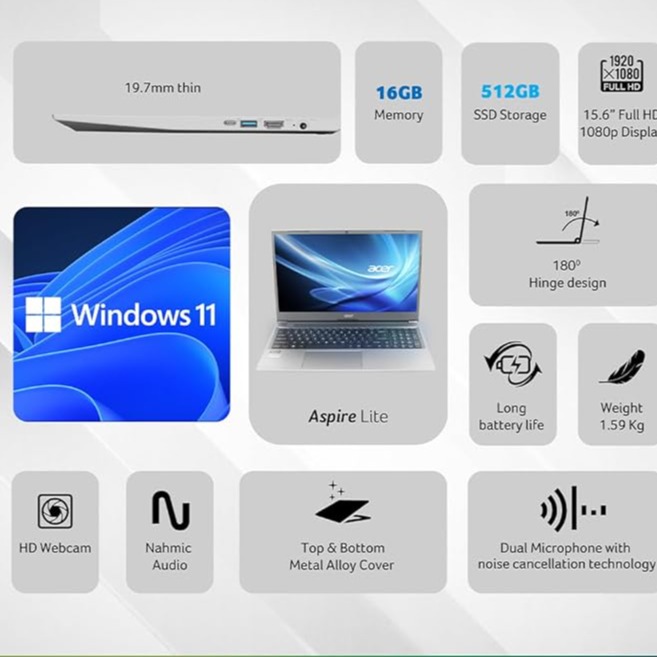 19.7mm thin
16GB
Memory
512GB
SSD Storage
1920
×1080
FULL HD
15.6" Full HD
1080p Displa
Windows 11
acer
acer
Aspire Lite
180°
180°
Hinge design
Long
battery life
Weight
1.59 Kg
HD Webcam
Nahmic
Audio
Top & Bottom
Metal Alloy Cover
Dual Microphone with
noise cancellation technology